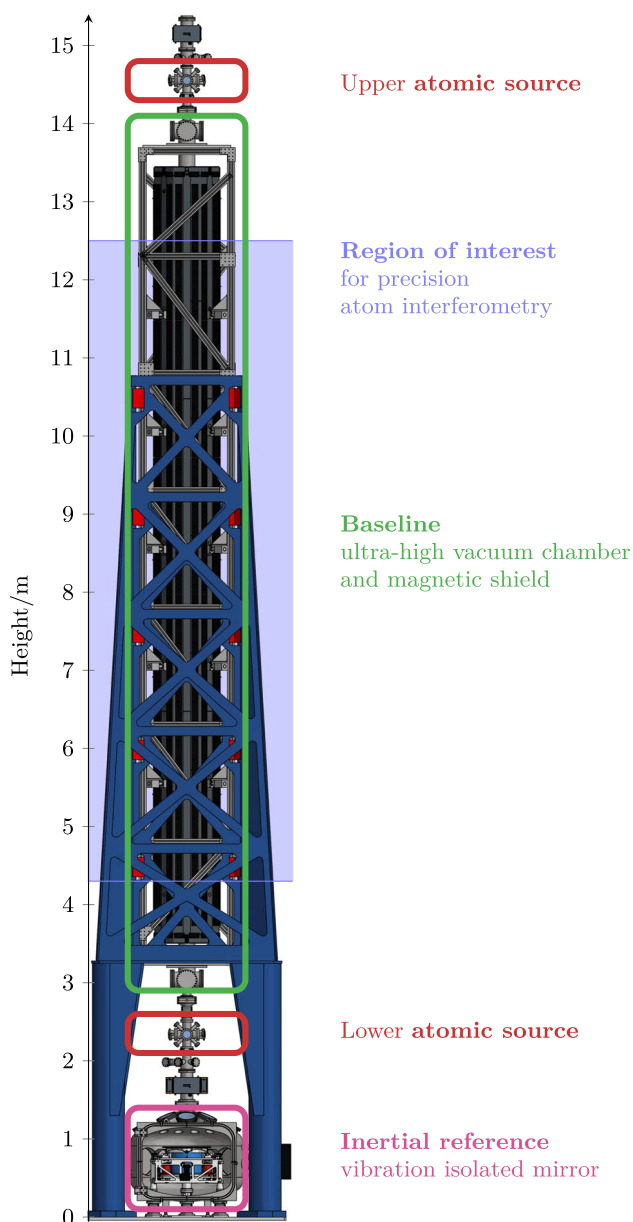 15
Upper atomic source
14
13
Region of interest
for precision
atom interferometry
12
11
10
9
Baseline
ultra-high vacuum chamber
and magnetic shield
8
Height/m
7
6
5
4
3
Lower atomic source
2
1
Inertial reference
vibration isolated mirror
0